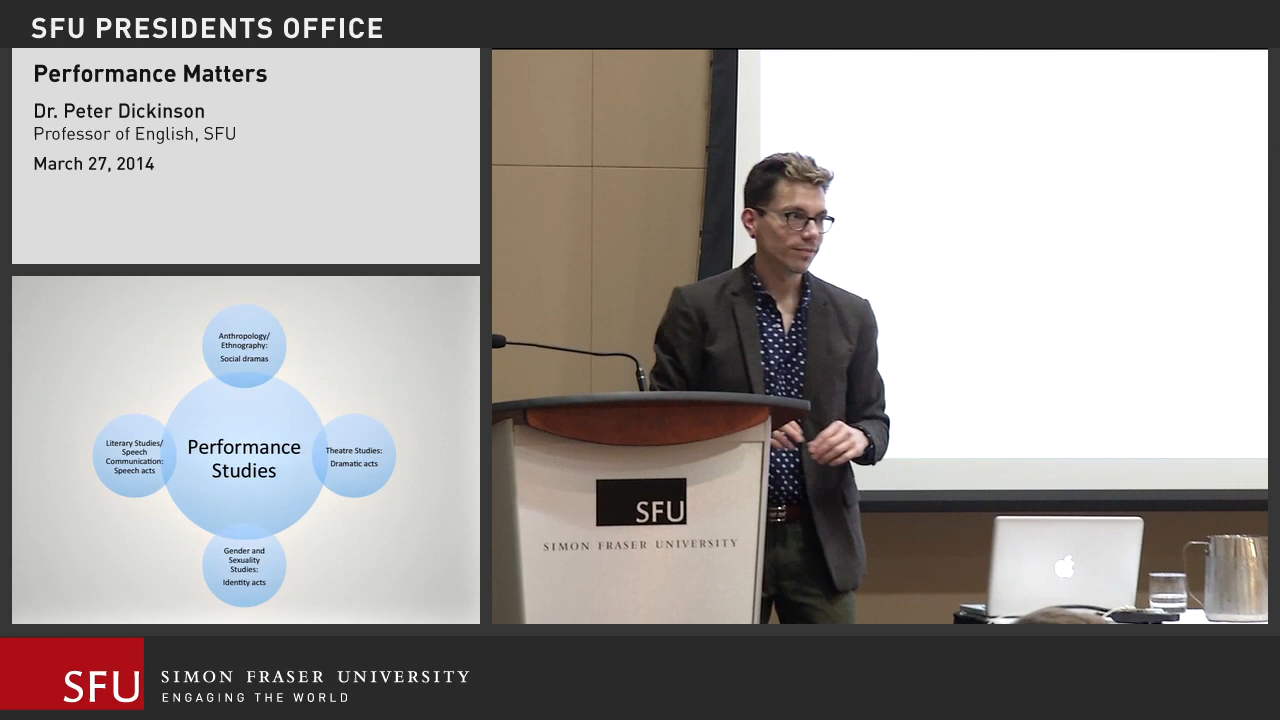 SFU PRESIDENTS OFFICE
Performance Matters
Dr. Peter Dickinson
Professor of English, SFU
March 27, 2014
Anthropology/
Ethnography:
Social dramas
Literary Studies/
Speech
Communication:
Speech acts
Performance
Studies
Theatre Studies:
Dramatic acts
Gender and
Sexuality
Studies:
Identity acts
SFU
SIMON FRASER UNIVERSITY
SFU
SIMON FRASER UNIVERSITY
ENGAGING THE WORLD